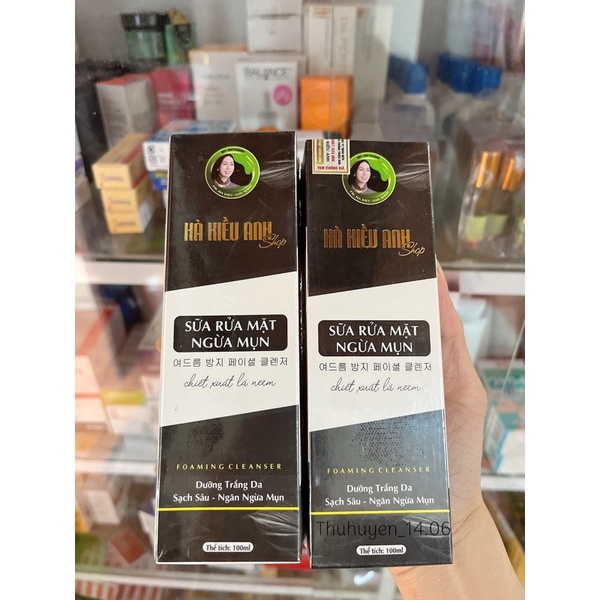 HÀ KIỀU ANH
Shop
SỮA RỬA MẶT
NGỪA MỤN
여드름 방지 페이셜 클렌저
chiết xuất lá neem
FOAMING CLEANSER
Dưỡng Trắng Da
Sạch Sâu - Ngăn Ngừa Mụn
Thể tích: 100ml
TEM CHỐNG GIẢ
HÀ KIỀU ANH
Shop
SỮA RỬA MẶT
NGỪA MỤN
여드름 방지 페이셜 클렌저
chiết xuất lá neem
FOAMING CLEANSER
Dưỡng Trắng Da
Sạch Sâu - Ngăn Ngừa Mụn
Thuhuyen_14.06
Thể tích: 100ml
BALANCE